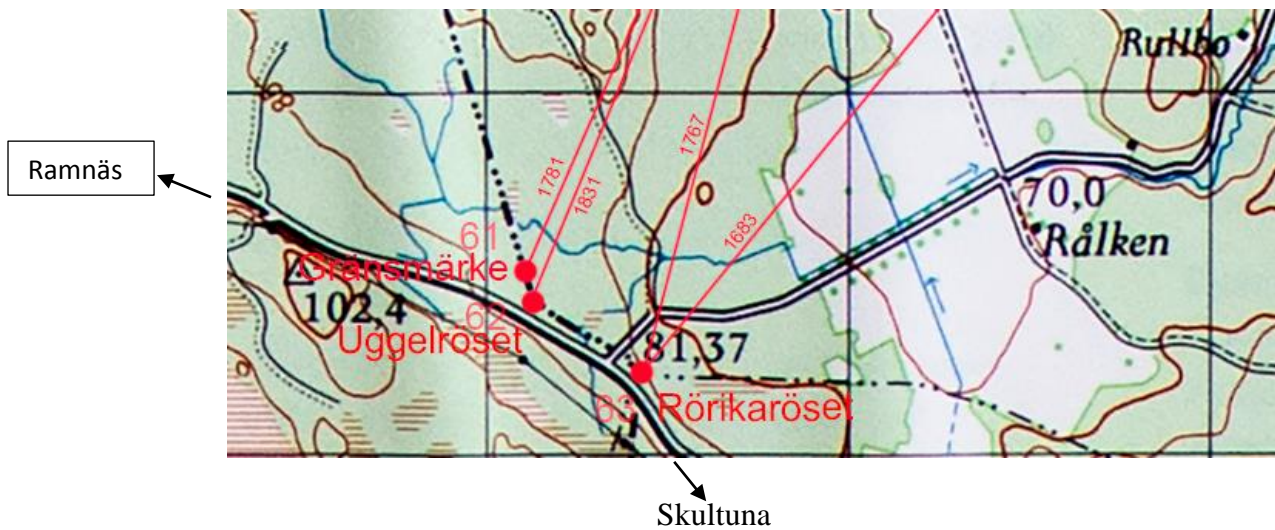 Rullbo
98
1767
Ramnäs
1781
1831
1683
70,0
61
Rålken
Gränsmärke
102,4
62
Uggelröset
81,37
63 Rörikaröset
Skultuna